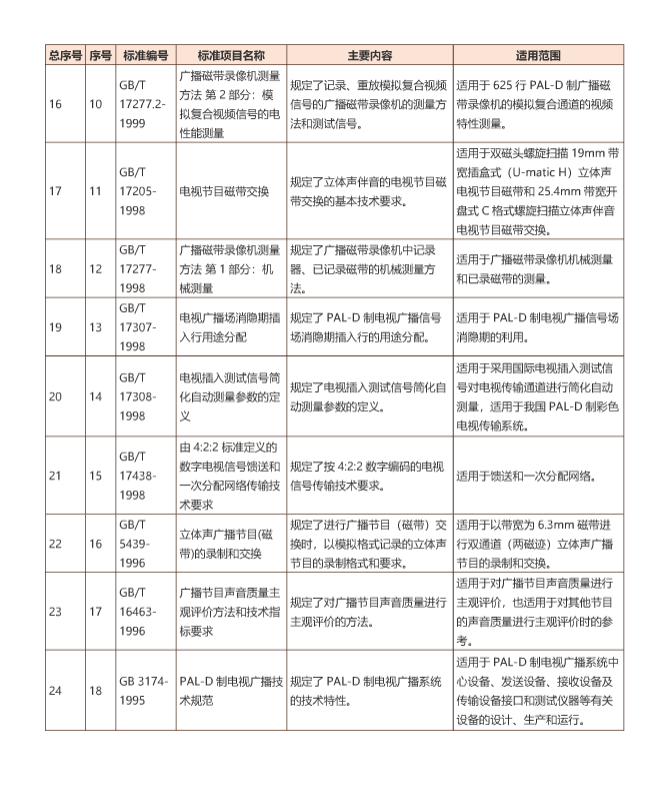 总序号 序号 标准编号 标准项目名称 主要内容 适用范围
16
10
GB/T
17277.2-
1999
广播磁带录像机测量
方法 第 2 部分：模
拟复合视频信号的电
性能测量
规定了记录、重放模拟复合视频
信号的广播磁带录像机的测量方
法和测试信号。
适用于 625 行 PAL-D 制广播磁
带录像机的模拟复合通道的视频
特性测量。
17
11
GB/T
17205-
1998
电视节目磁带交换
规定了立体声伴音的电视节目磁
带交换的基本技术要求。
适用于双磁头螺旋扫描 19mm 带
宽插盒式（U-matic H）立体声
电视节目磁带和 25.4mm 带宽开
盘式 C 格式螺旋扫描立体声伴音
电视节目磁带交换。
18
12
GB/T
17277-
1998
广播磁带录像机测量
方法 第 1 部分：机
械测量
规定了广播磁带录像机中记录
器、已记录磁带的机械测量方
法。
适用于广播磁带录像机机械测量
和已录磁带的测量。
19
13
GB/T
17307-
1998
电视广播场消隐期插
入行用途分配
规定了 PAL-D 制电视广播信号
场消隐期插入行的用途分配。
适用于 PAL-D 制电视广播信号场
消隐期的利用。
20
14
GB/T
17308-
1998
电视插入测试信号简
化自动测量参数的定
义
规定了电视插入测试信号简化自
动测量参数的定义。
适用于采用国际电视插入测试信
号对电视传输通道进行简化自动
测量，适用于我国 PAL-D 制彩色
电视传输系统。
21
15
GB/T
17438-
1998
由 4:2:2 标准定义的
数字电视信号馈送和
一次分配网络传输技
术要求
规定了按 4:2:2 数字编码的电视
信号传输技术要求。
适用于馈送和一次分配网络。
22
16
GB/T
5439-
1996
立体声广播节目(磁
带)的录制和交换
规定了进行广播节目（磁带）交
换时，以模拟格式记录的立体声
节目的录制格式和要求。
适用于以带宽为 6.3mm 磁带进
行双通道（两磁迹）立体声广播
节目的录制和交换。
23
17
GB/T
16463-
1996
广播节目声音质量主
观评价方法和技术指
标要求
规定了对广播节目声音质量进行
主观评价的方法。
适用于对广播节目声音质量进行
主观评价，也适用于对其他节目
的声音质量进行主观评价时的参
考。
24
18
GB 3174-
1995
PAL-D 制电视广播技
术规范
规定了 PAL-D 制电视广播系统
的技术特性。
适用于 PAL-D 制电视广播系统中
心设备、发送设备、接收设备及
传输设备接口和测试仪器等有关
设备的设计、生产和运行。